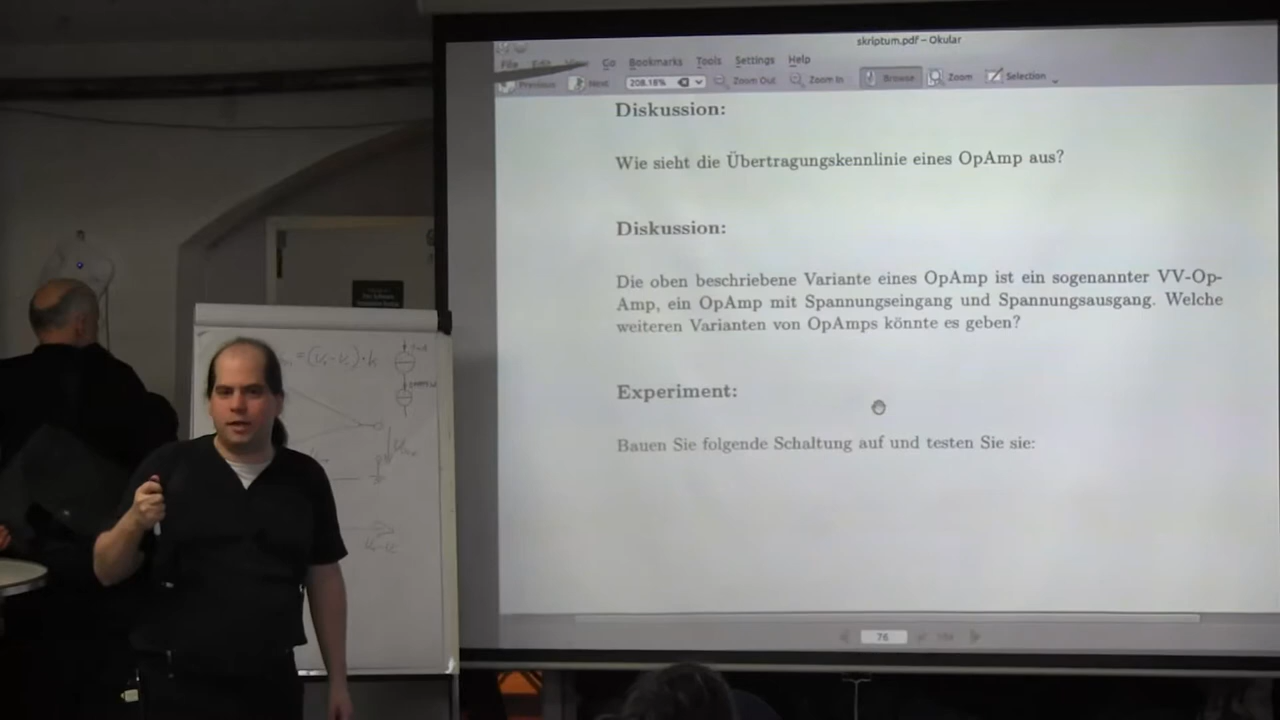 skriptum.pdf – Okular
File Edit View Go Bookmarks Tools Settings Help
Previous Next 208.18% Zoom Out Zoom In Browse Zoom Selection
Diskussion:
Wie sieht die Übertragungskennlinie eines OpAmp aus?
Diskussion:
Die oben beschriebene Variante eines OpAmp ist ein sogenannter VV-Op-
Amp, ein OpAmp mit Spannungseingang und Spannungsausgang. Welche
weiteren Varianten von OpAmps könnte es geben?
Experiment:
Bauen Sie folgende Schaltung auf und testen Sie sie:
76